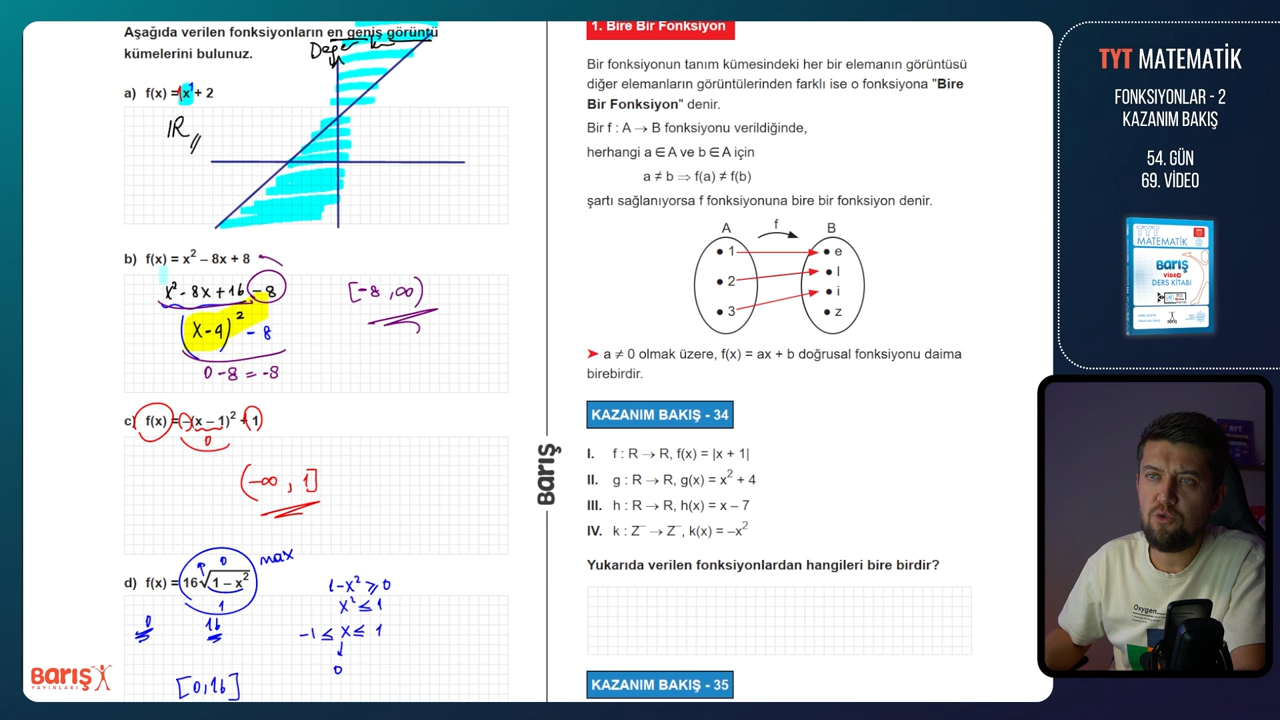 Aşağıda verilen fonksiyonların en geniş görüntü
kümelerini bulunuz.
Değer kü
a) f(x) = x + 2
IR
b) f(x) = x² – 8x + 8
x² - 8x + 16 - 8
(x - 4)² - 8
0 - 8 = -8
[-8, ∞)
c) f(x) = –(x – 1)² + 1
0
(-∞, 1]
d) f(x) = 16√1 – x²
0
max
1
0
16
[0,16]
1-x² ≥ 0
x² ≤ 1
-1 ≤ x ≤ 1
0
BARIŞ
YAYINLARI
BARIŞ
1. Bire Bir Fonksiyon
Bir fonksiyonun tanım kümesindeki her bir elemanın görüntüsü
diğer elemanların görüntülerinden farklı ise o fonksiyona "Bire
Bir Fonksiyon" denir.
Bir f : A → B fonksiyonu verildiğinde,
herhangi a ∈ A ve b ∈ A için
a ≠ b ⇒ f(a) ≠ f(b)
şartı sağlanıyorsa f fonksiyonuna bire bir fonksiyon denir.
A f B
1 e
2 l
3 i
z
➤ a ≠ 0 olmak üzere, f(x) = ax + b doğrusal fonksiyonu daima
birebirdir.
KAZANIM BAKIŞ - 34
I. f : R → R, f(x) = |x + 1|
II. g : R → R, g(x) = x² + 4
III. h : R → R, h(x) = x – 7
IV. k : Z⁻ → Z⁻, k(x) = –x²
Yukarıda verilen fonksiyonlardan hangileri bire birdir?
KAZANIM BAKIŞ - 35
TYT MATEMATİK
FONKSİYONLAR - 2
KAZANIM BAKIŞ
54. GÜN
69. VİDEO
TYT
MATEMATİK
BARIŞ
VİDEO
DERS KİTABI
Oxygen